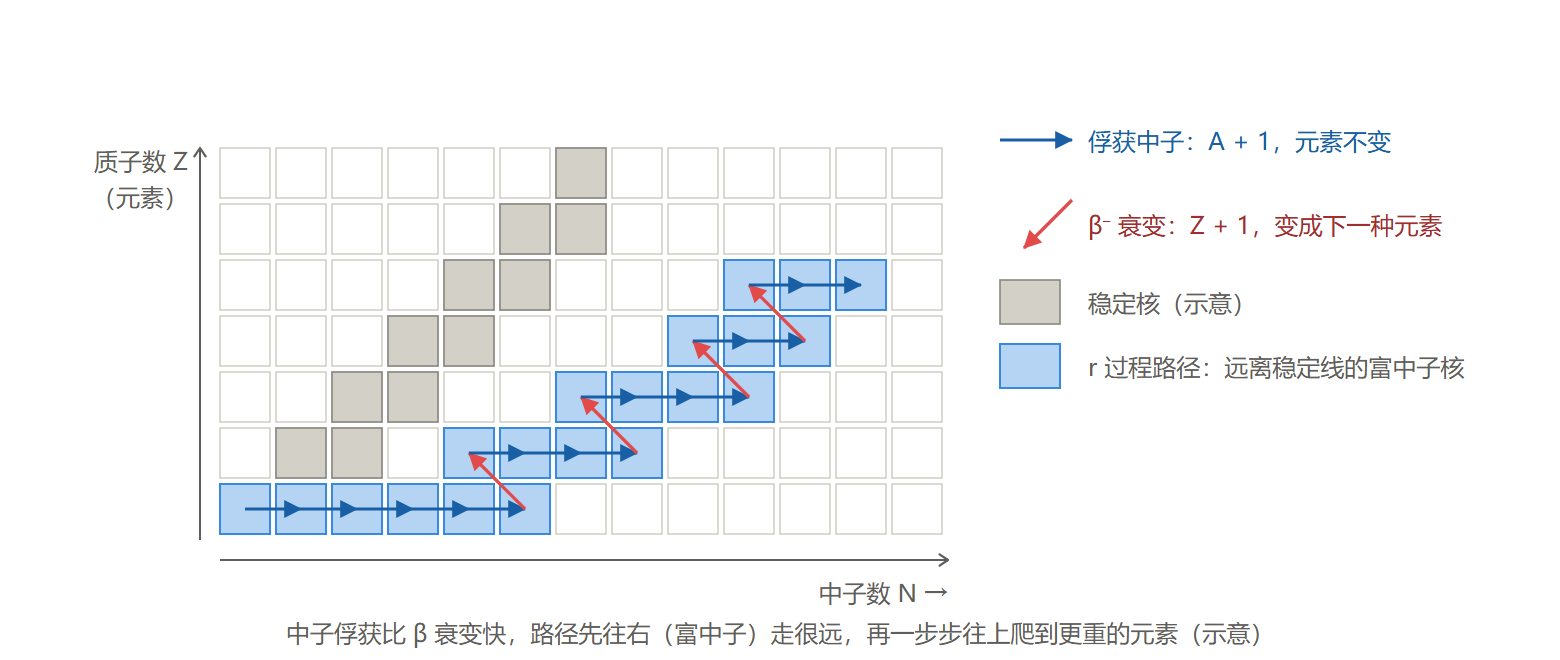 质子数 Z
（元素）
俘获中子：A + 1，元素不变
β⁻ 衰变：Z + 1，变成下一种元素
稳定核（示意）
r 过程路径：远离稳定线的富中子核
中子数 N →
中子俘获比 β 衰变快，路径先往右（富中子）走很远，再一步步往上爬到更重的元素（示意）